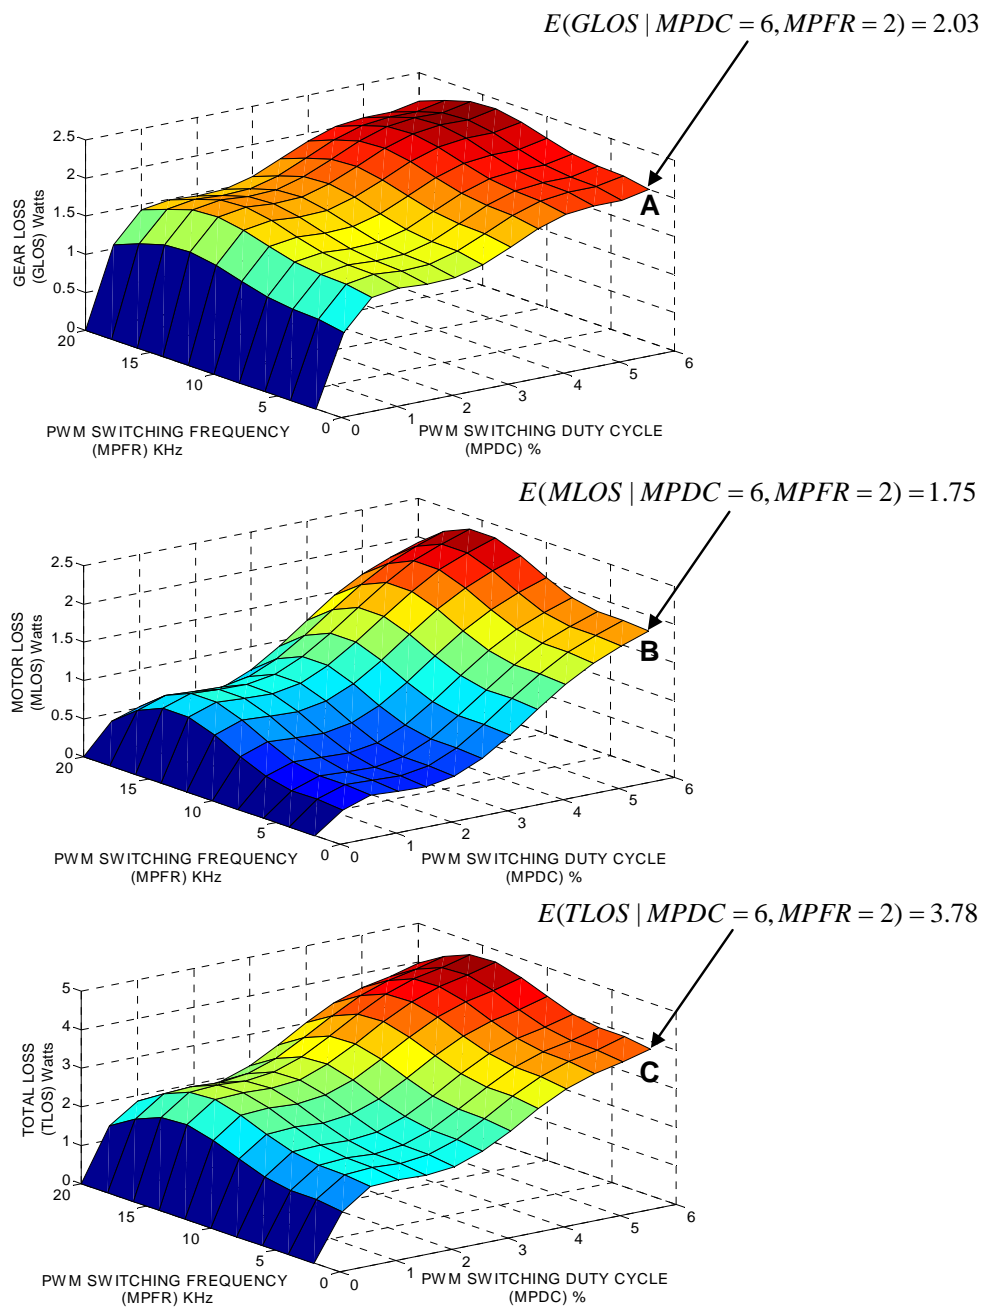 E(GLOS | MPDC = 6, MPFR = 2) = 2.03
2.5
2
1.5
1
0.5
0
GEAR LOSS
(GLOS) Watts
A
20
15
10
5
0
0
1
2
3
4
5
6
PWM SWITCHING FREQUENCY
(MPFR) KHz
PWM SWITCHING DUTY CYCLE
(MPDC) %
E(MLOS | MPDC = 6, MPFR = 2) = 1.75
2.5
2
1.5
1
0.5
0
MOTOR LOSS
(MLOS) Watts
B
20
15
10
5
0
0
1
2
3
4
5
6
PWM SWITCHING FREQUENCY
(MPFR) KHz
PWM SWITCHING DUTY CYCLE
(MPDC) %
E(TLOS | MPDC = 6, MPFR = 2) = 3.78
5
4
3
2
1
0
TOTAL LOSS
(TLOS) Watts
C
20
15
10
5
0
0
1
2
3
4
5
6
PWM SWITCHING FREQUENCY
(MPFR) KHz
PWM SWITCHING DUTY CYCLE
(MPDC) %